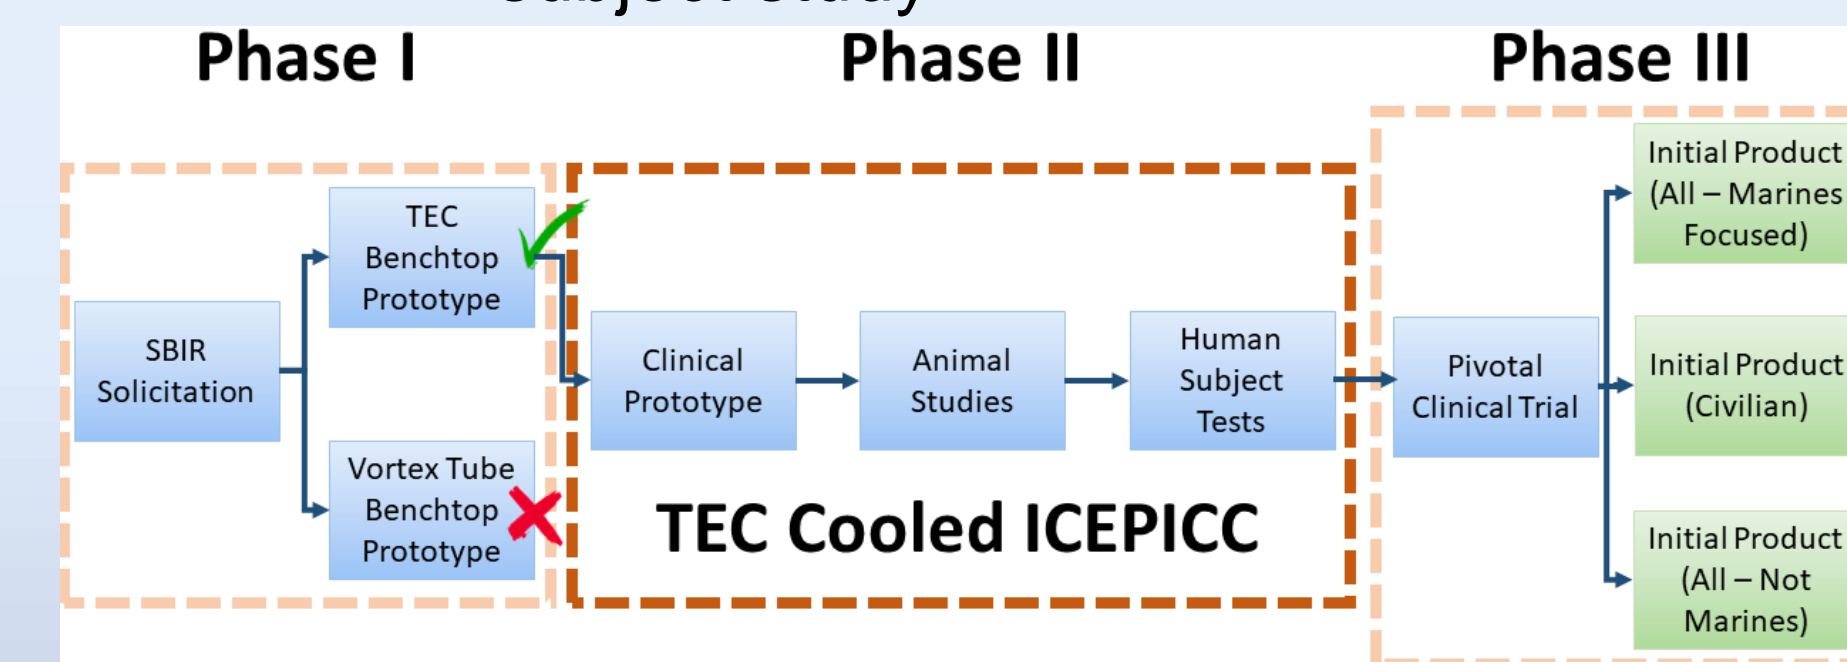 Subject Study
Phase I
Phase II
Phase III
SBIR
Solicitation
TEC
Benchtop
Prototype
Vortex Tube
Benchtop
Prototype
Clinical
Prototype
Animal
Studies
Human
Subject
Tests
TEC Cooled ICEPICC
Pivotal
Clinical Trial
Initial Product
(All – Marines
Focused)
Initial Product
(Civilian)
Initial Product
(All – Not
Marines)